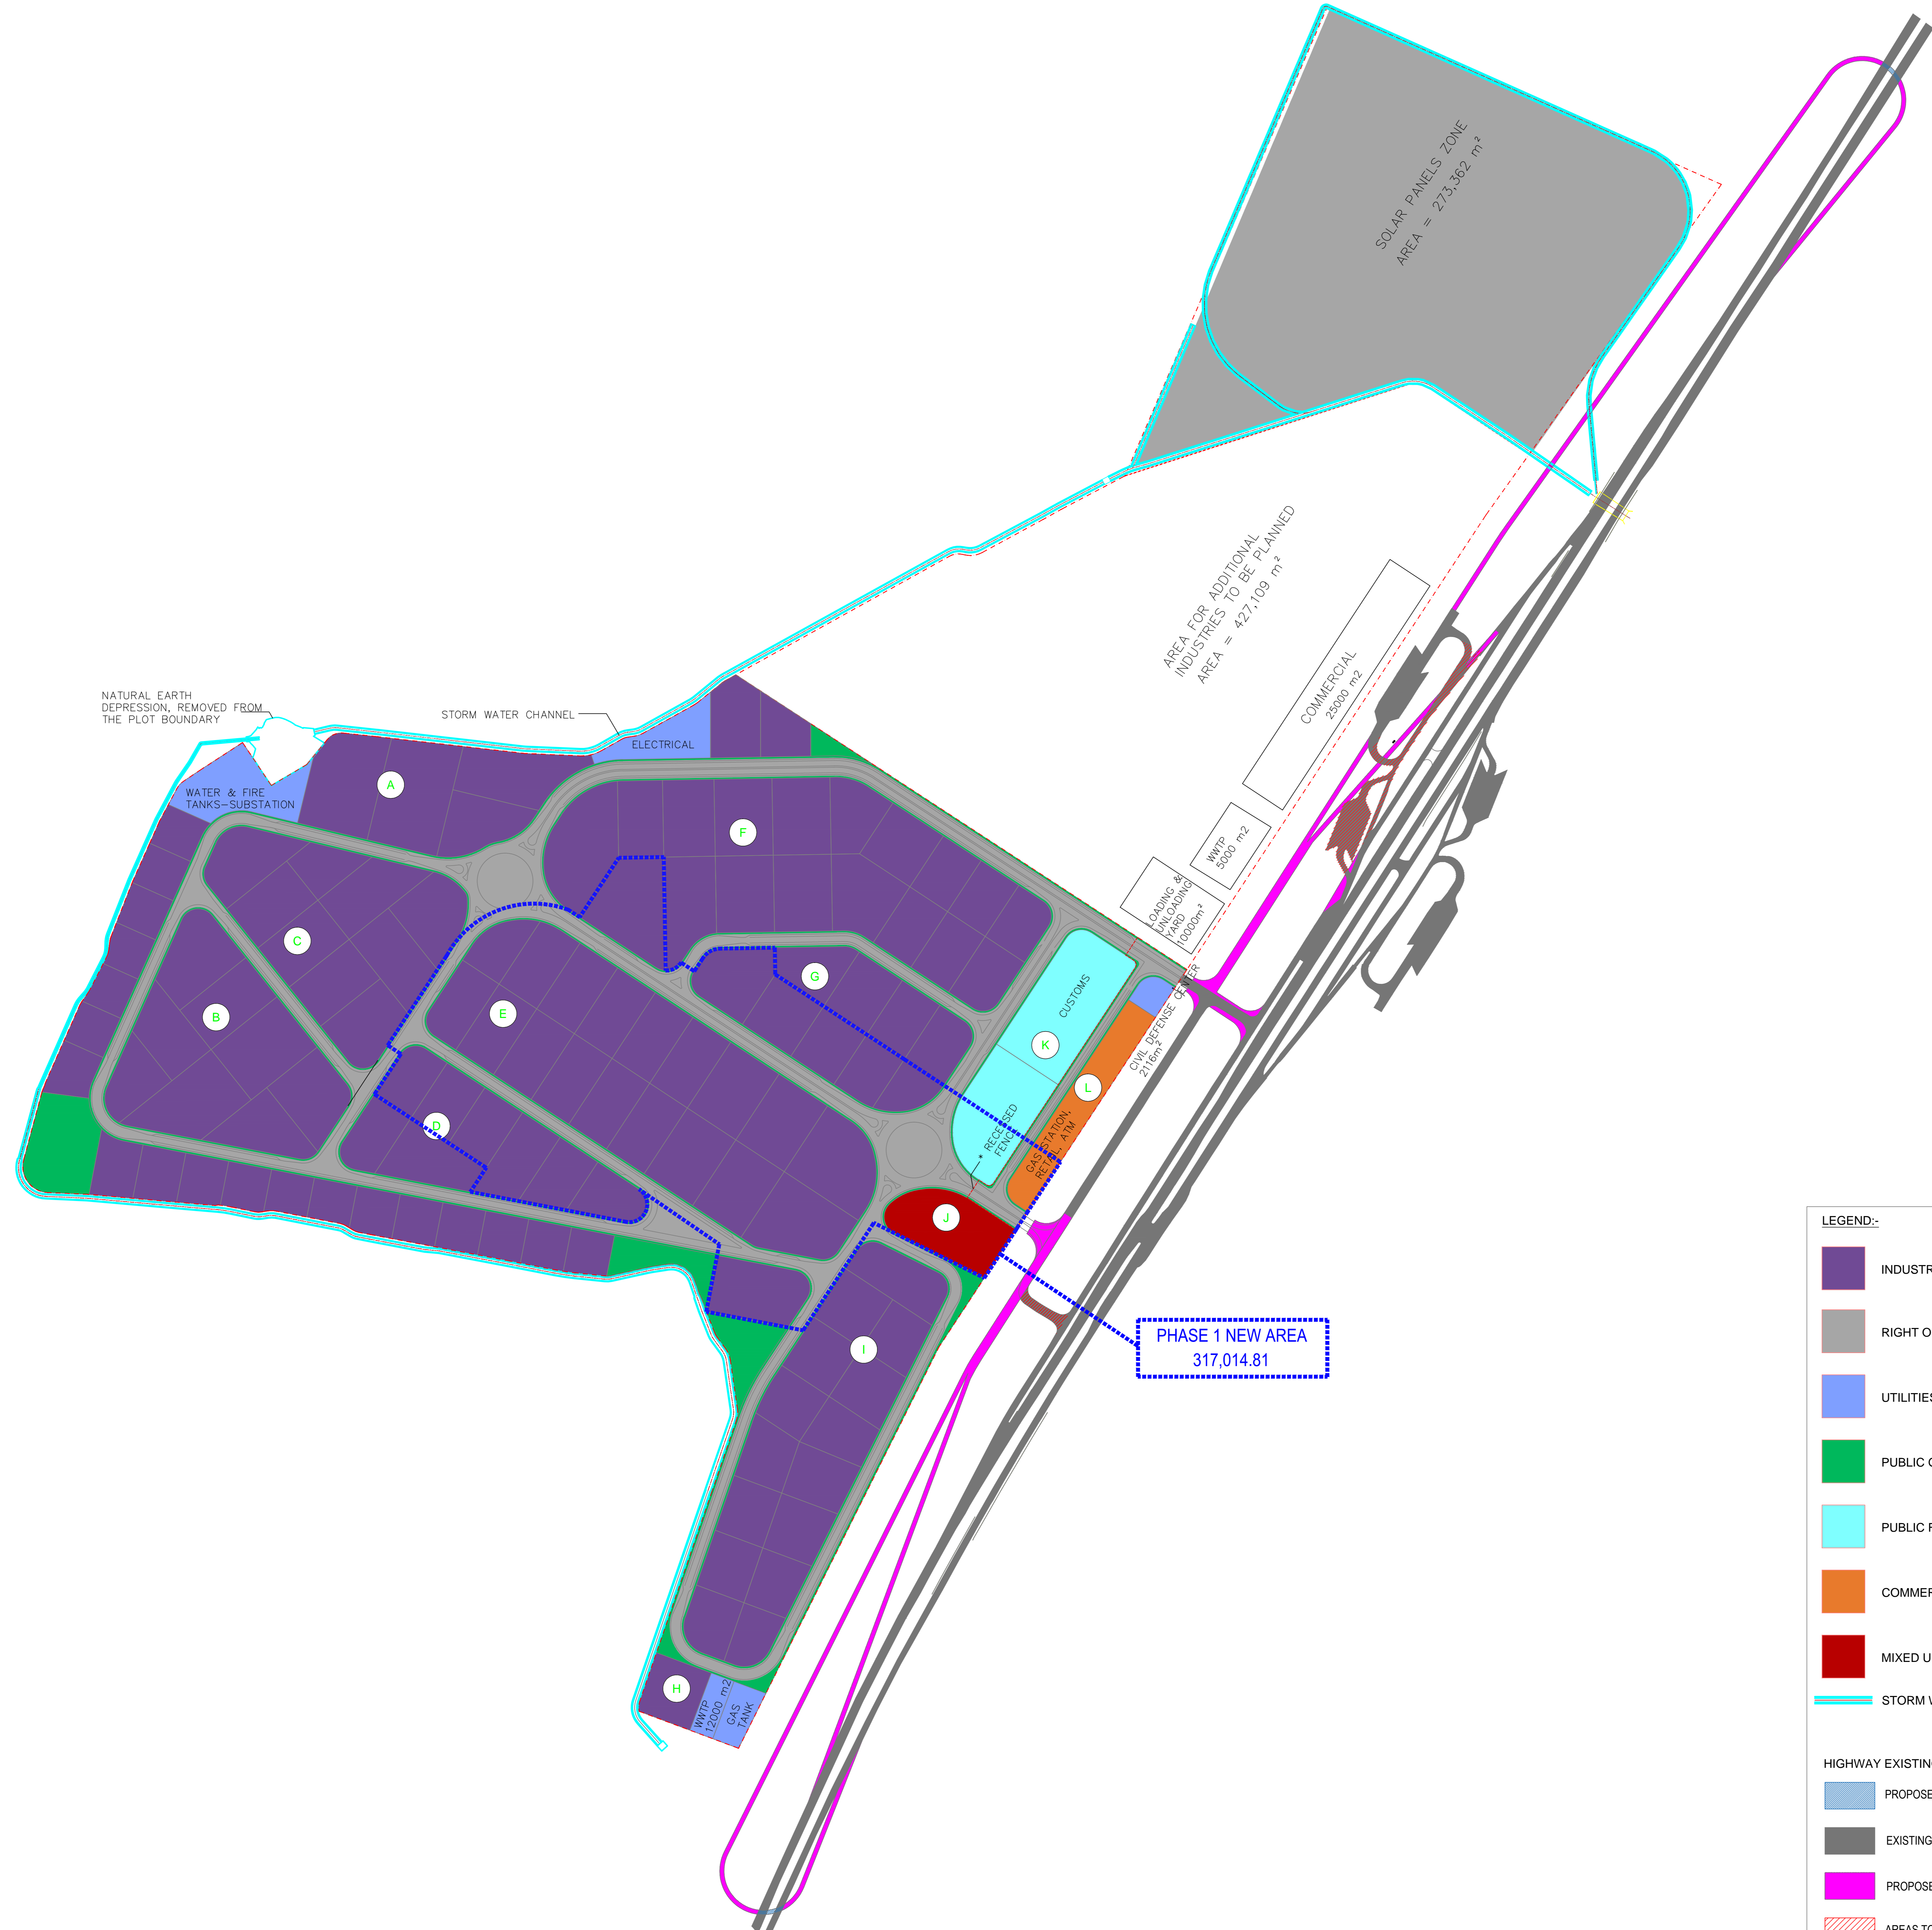 SOLAR PANELS ZONE
AREA = 273,362 m²
AREA FOR ADDITIONAL
INDUSTRIES TO BE PLANNED
AREA = 427,109 m²
COMMERCIAL
25000 m2
WWTP
5000 m2
LOADING &
UNLOADING
YARD
10000m²
NATURAL EARTH
DEPRESSION, REMOVED FROM
THE PLOT BOUNDARY
STORM WATER CHANNEL
ELECTRICAL
WATER & FIRE
TANKS-SUBSTATION
A
F
C
G
E
B
K
L
D
J
I
H
CUSTOMS
CIVIL DEFENSE CENTER
2116m²
* RECESSED
FENCE
GAS STATION,
RETAIL, ATM
PHASE 1 NEW AREA
317,014.81
WWTP
12000 m2
GAS
TANK
LEGEND:-
INDUSTR
RIGHT O
UTILITIES
PUBLIC
PUBLIC
COMMER
MIXED U
STORM
HIGHWAY EXISTIN
PROPOSE
EXISTING
PROPOSE
AREAS TO